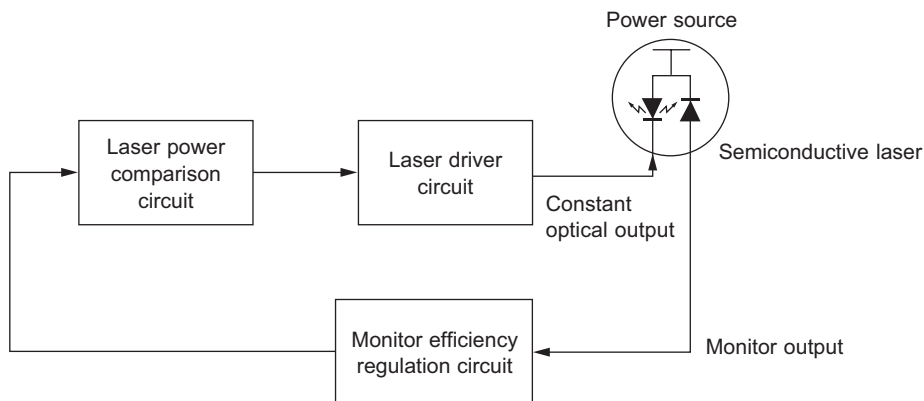 Power source
Laser power
comparison
circuit
Laser driver
circuit
Semiconductive laser
Constant
optical output
Monitor efficiency
regulation circuit
Monitor output